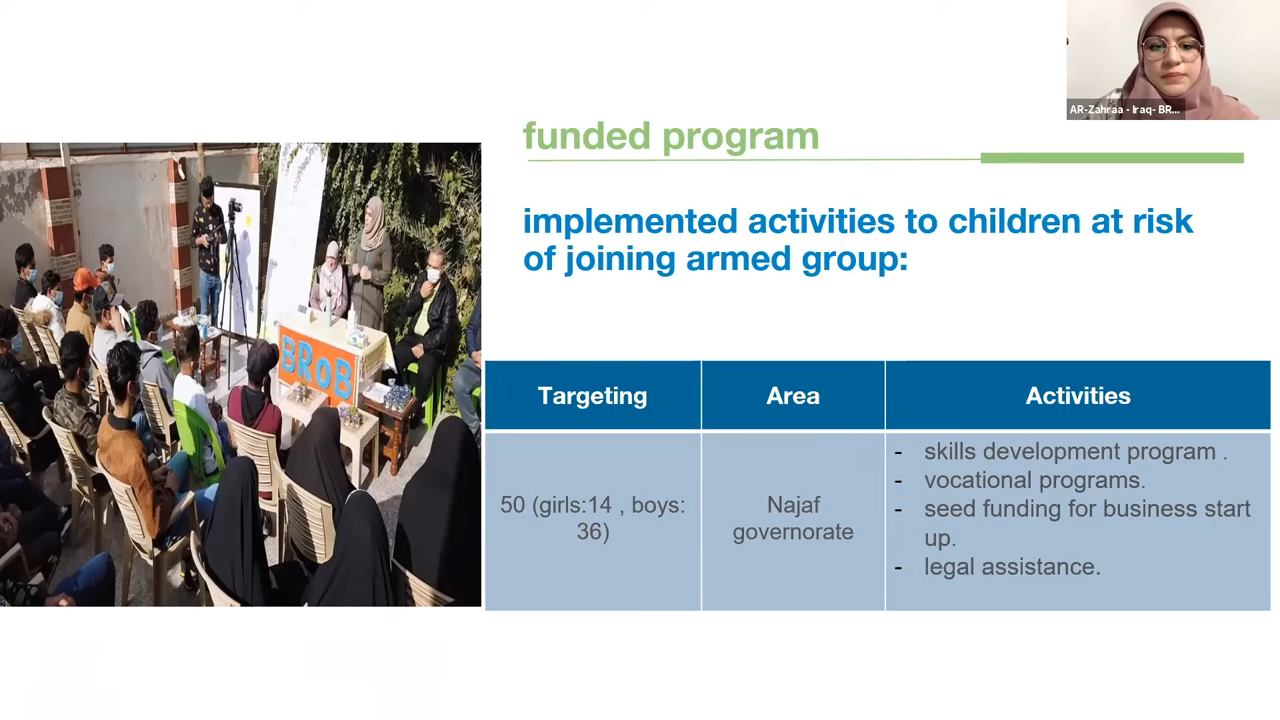 AR-Zahraa - Iraq- BR...
funded program
implemented activities to children at risk
of joining armed group:
BRoB
Targeting
Area
Activities
50 (girls:14 , boys:
36)
Najaf
governorate
- skills development program .
- vocational programs.
- seed funding for business start
up.
- legal assistance.